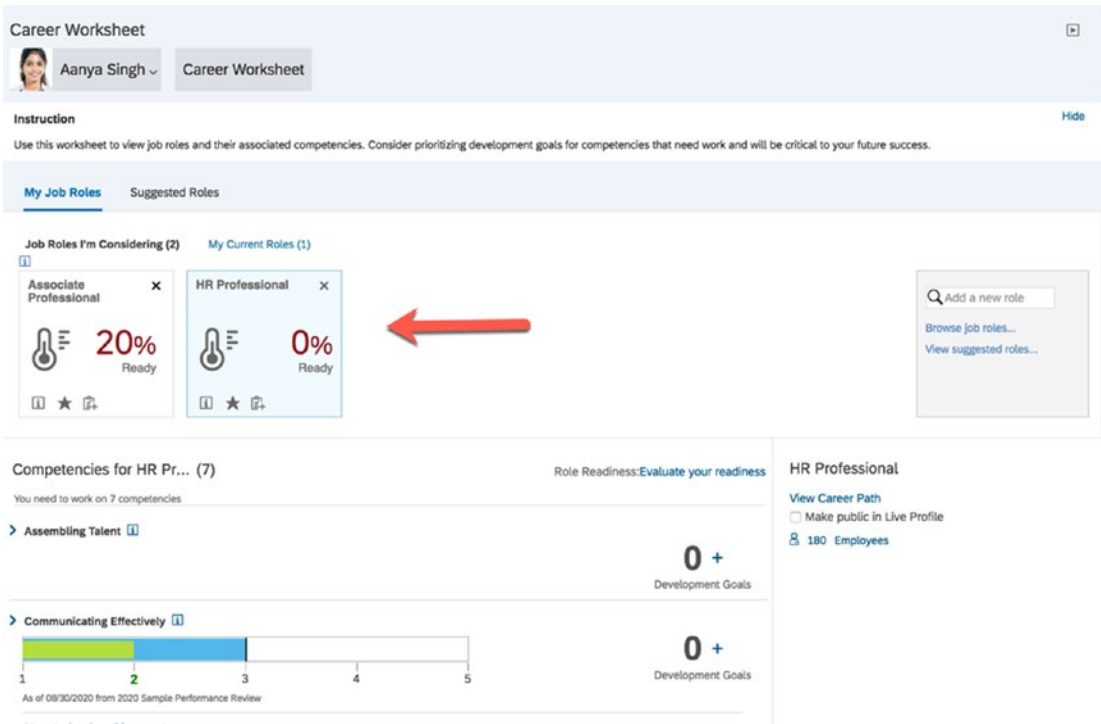 Career Worksheet
Aanya Singh
Career Worksheet
Instruction
Hide
Use this worksheet to view job roles and their associated competencies. Consider prioritizing development goals for competencies that need work and will be critical to your future success.
My Job Roles
Suggested Roles
Job Roles I'm Considering (2)
My Current Roles (1)
Associate
Professional
20%
Ready
HR Professional
0%
Ready
Add a new role
Browse job roles...
View suggested roles...
Competencies for HR Pr... (7)
Role Readiness:Evaluate your readiness
You need to work on 7 competencies
Assembling Talent
0 +
Development Goals
Communicating Effectively
1 2 3 4 5
As of 08/30/2020 from 2020 Sample Performance Review
0 +
Development Goals
HR Professional
View Career Path
Make public in Live Profile
180 Employees